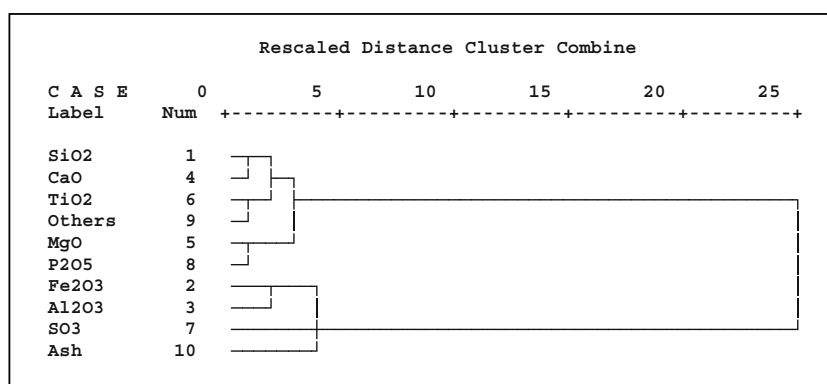 Rescaled Distance Cluster Combine
C A S E 0 5 10 15 20 25
Label Num +---------+---------+---------+---------+---------+
SiO2 1
CaO 4
TiO2 6
Others 9
MgO 5
P2O5 8
Fe2O3 2
Al2O3 3
SO3 7
Ash 10